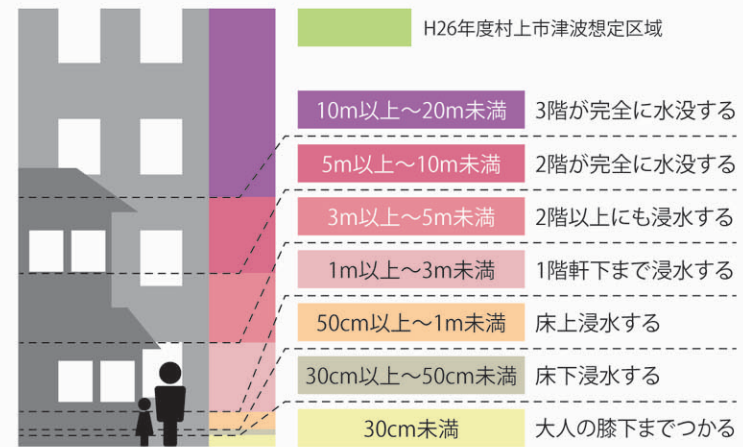 H26年度村上市津波想定区域
10m以上～20m未満 3階が完全に水没する
5m以上～10m未満 2階が完全に水没する
3m以上～5m未満 2階以上にも浸水する
1m以上～3m未満 1階軒下まで浸水する
50cm以上～1m未満 床上浸水する
30cm以上～50cm未満 床下浸水する
30cm未満 大人の膝下までつかる